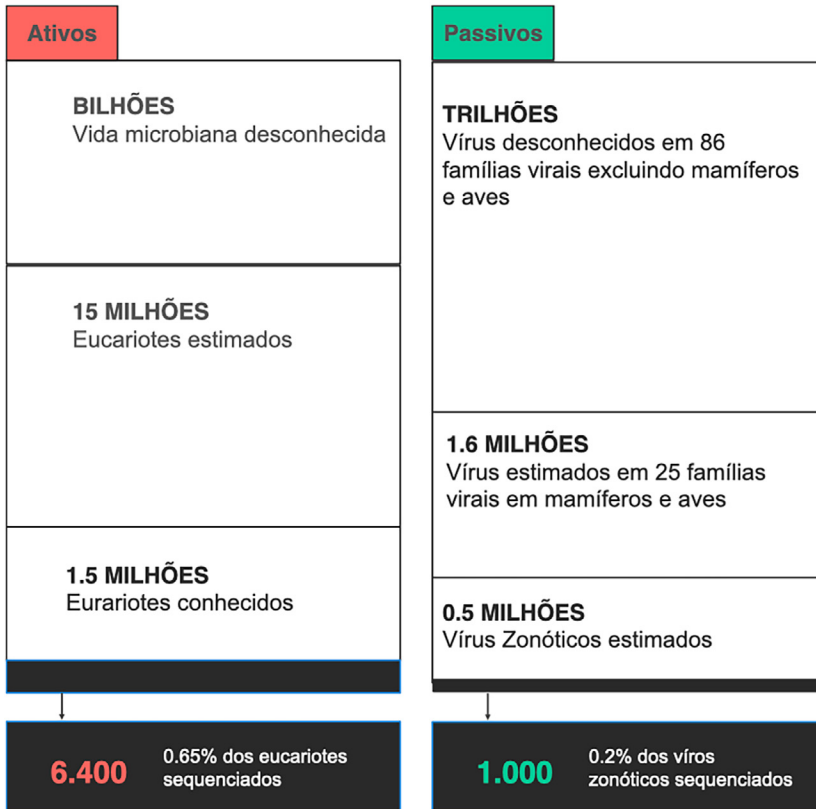 Ativos
BILHÕES
Vida microbiana desconhecida
15 MILHÕES
Eucariotes estimados
1.5 MILHÕES
Eurariotes conhecidos
6.400
0.65% dos eucariotes
sequenciados
Passivos
TRILHÕES
Vírus desconhecidos em 86
famílias virais excluindo mamíferos
e aves
1.6 MILHÕES
Vírus estimados em 25 famílias
virais em mamíferos e aves
0.5 MILHÕES
Vírus Zonóticos estimados
1.000
0.2% dos víros
zonóticos sequenciados